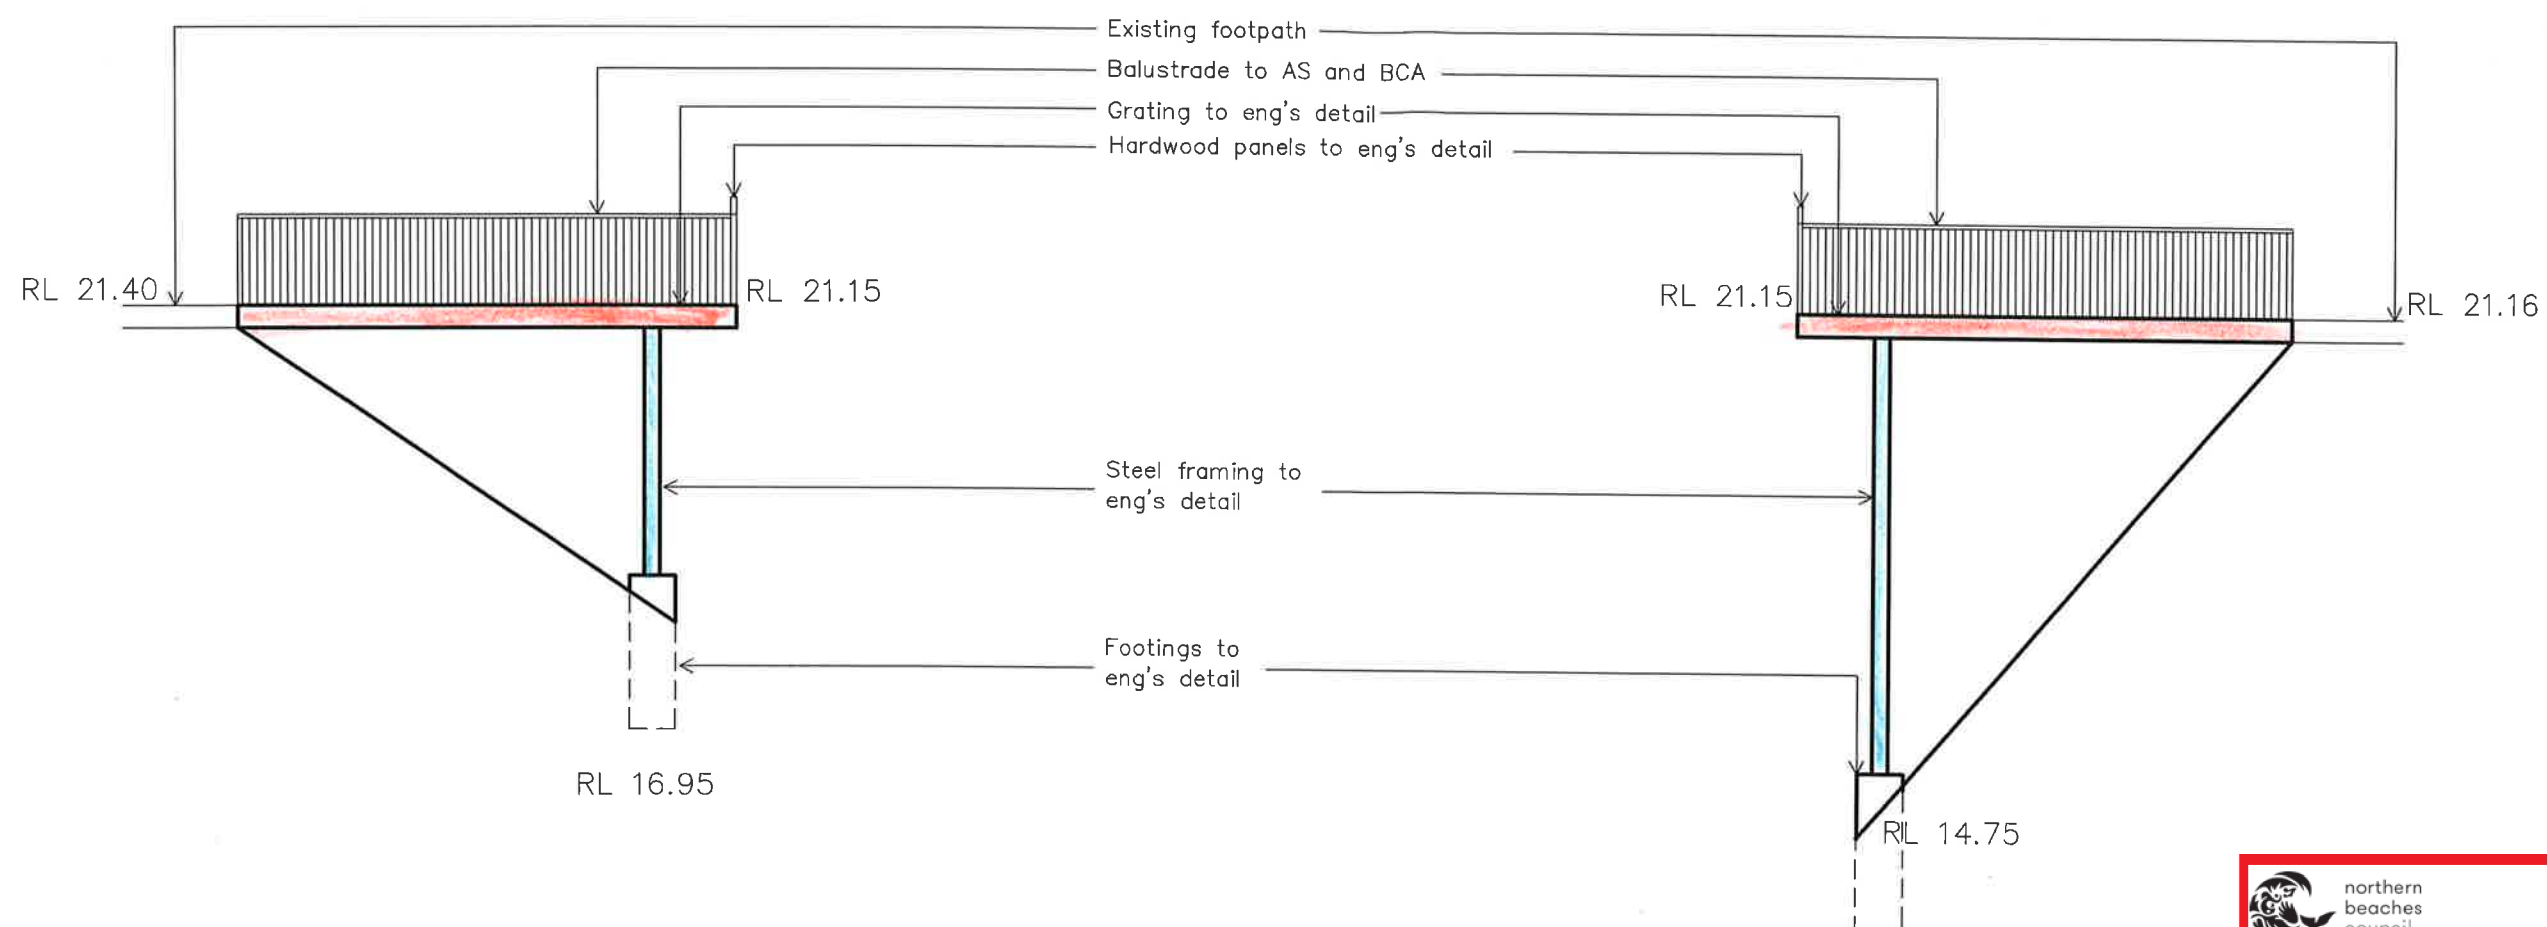 Existing footpath
Balustrade to AS and BCA
Grating to eng's detail
Hardwood panels to eng's detail
RL 21.40
RL 21.15
RL 21.15
RL 21.16
Steel framing to
eng's detail
Footings to
eng's detail
RL 16.95
RL 14.75
northern
beaches
council